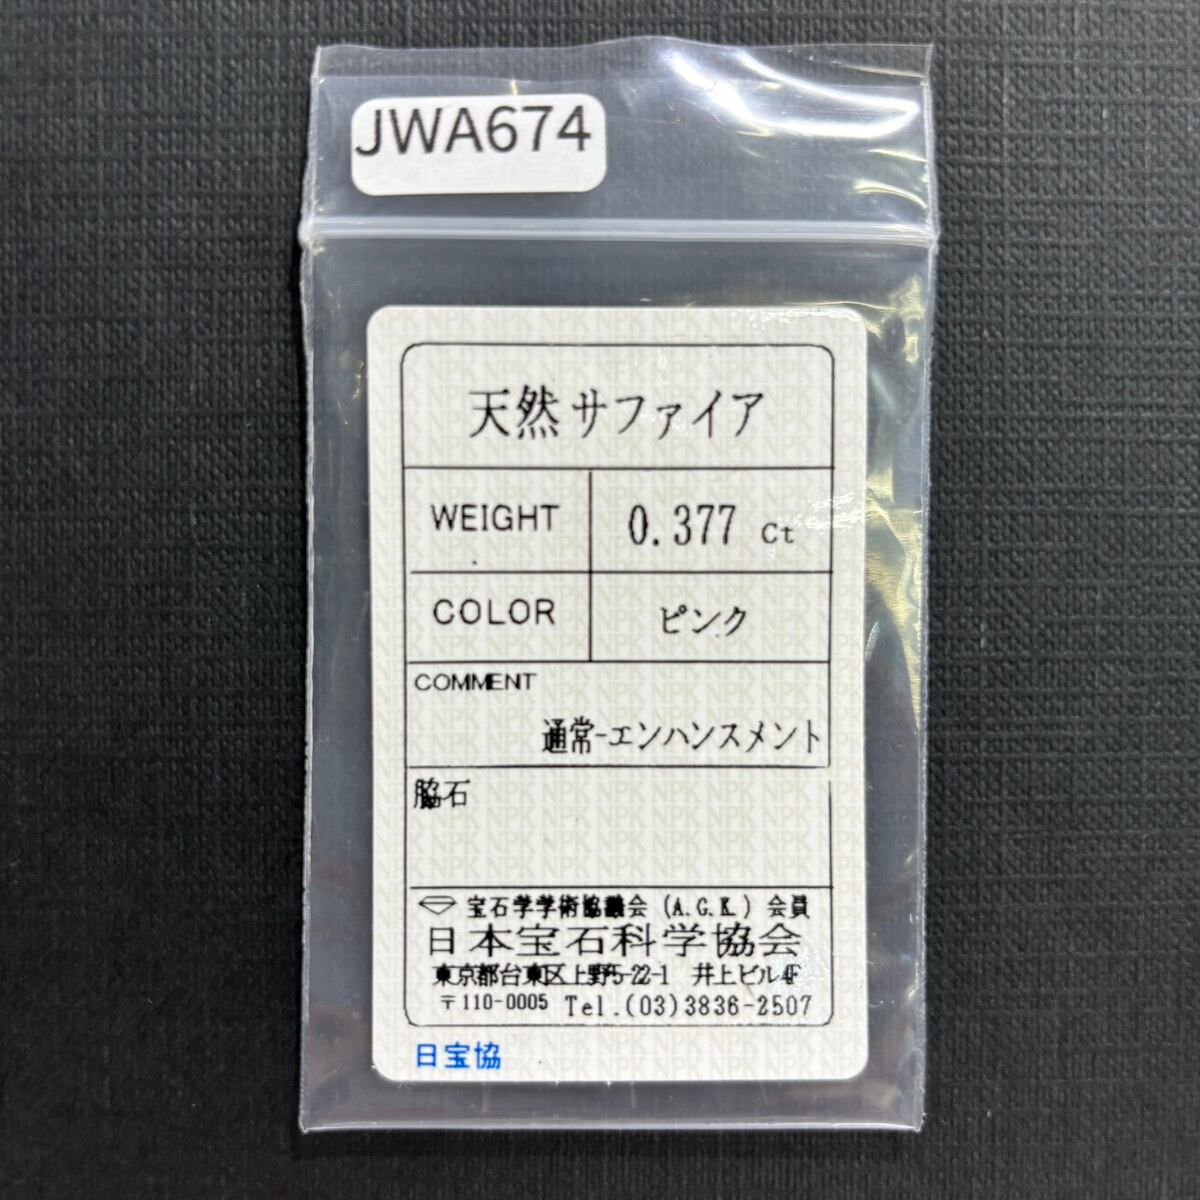 JWA674
天然サファイア
WEIGHT 0.377 Ct
COLOR ピンク
COMMENT
通常-エンハンスメント
脇石
宝石学学術協議会 (A.G.K.) 会員
日本宝石科学協会
東京都台東区上野5-22-1 井上ビル4F
〒110-0005 Tel.(03)3836-2507
日宝協